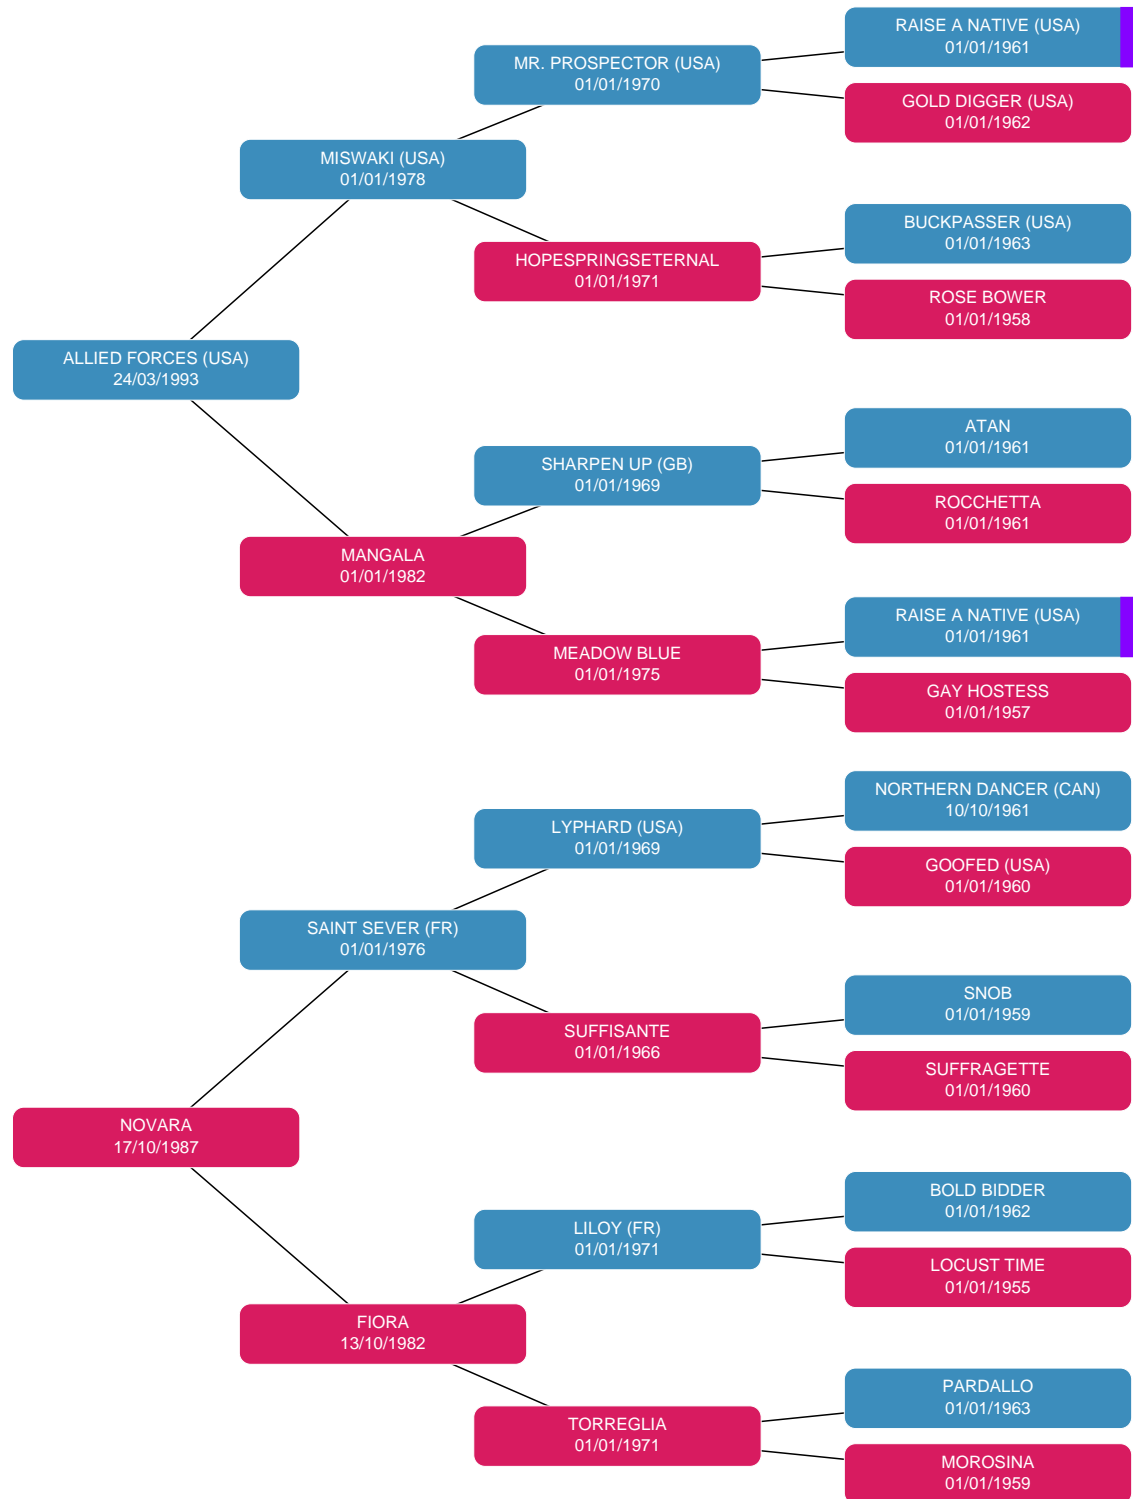 RAISE A NATIVE (USA)
01/01/1961
MR. PROSPECTOR (USA)
01/01/1970
GOLD DIGGER (USA)
01/01/1962
MISWAKI (USA)
01/01/1978
BUCKPASSER (USA)
01/01/1963
HOPESPRINGSETERNAL
01/01/1971
ROSE BOWER
01/01/1958
ALLIED FORCES (USA)
24/03/1993
ATAN
01/01/1961
SHARPEN UP (GB)
01/01/1969
ROCCHETTA
01/01/1961
MANGALA
01/01/1982
RAISE A NATIVE (USA)
01/01/1961
MEADOW BLUE
01/01/1975
GAY HOSTESS
01/01/1957
NORTHERN DANCER (CAN)
10/10/1961
LYPHARD (USA)
01/01/1969
GOOFED (USA)
01/01/1960
SAINT SEVER (FR)
01/01/1976
SNOB
01/01/1959
SUFFISANTE
01/01/1966
SUFFRAGETTE
01/01/1960
NOVARA
17/10/1987
BOLD BIDDER
01/01/1962
LILOY (FR)
01/01/1971
LOCUST TIME
01/01/1955
FIORA
13/10/1982
PARDALLO
01/01/1963
TORREGLIA
01/01/1971
MOROSINA
01/01/1959